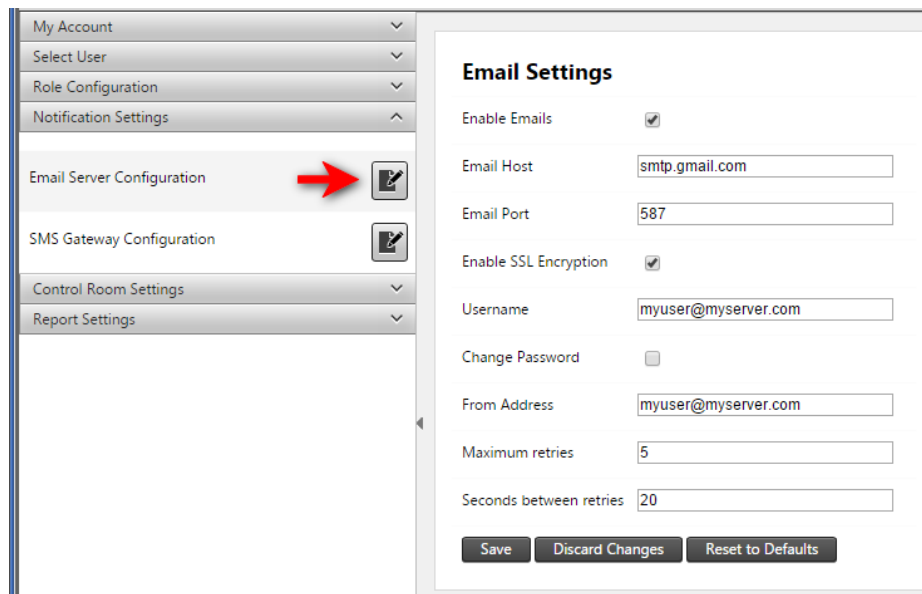 My Account
Select User
Role Configuration
Notification Settings
Email Server Configuration
SMS Gateway Configuration
Control Room Settings
Report Settings
Email Settings
Enable Emails
Email Host smtp.gmail.com
Email Port 587
Enable SSL Encryption
Username myuser@myserver.com
Change Password
From Address myuser@myserver.com
Maximum retries 5
Seconds between retries 20
Save Discard Changes Reset to Defaults